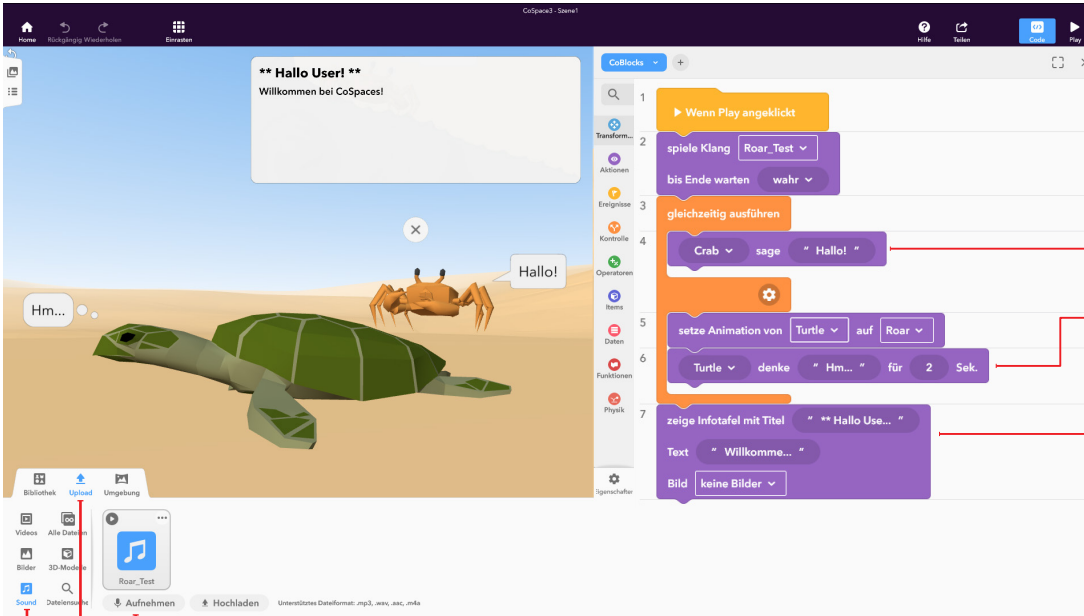 CoSpace3 - Szene1
Home
Rückgängig
Wiederholen
Einrasten
Hilfe
Teilen
Code
Play
** Hallo User! **
Willkommen bei CoSpaces!
Hallo!
Hm...
CoBlocks
+
Transform...
Aktionen
Ereignisse
Kontrolle
Operatoren
Items
Daten
Funktionen
Physik
1
Wenn Play angeklickt
2
spiele Klang Roar_Test
bis Ende warten wahr
3
gleichzeitig ausführen
4
Crab sage " Hallo! "
5
setze Animation von Turtle auf Roar
6
Turtle denke " Hm... " für 2 Sek.
7
zeige Infotafel mit Titel " ** Hallo Use... "
Text " Willkomme... "
Bild keine Bilder
Bibliothek
Upload
Umgebung
Videos
Alle Dateien
Bilder
3D-Modelle
Sound
Dateiensuche
Roar_Test
Aufnehmen
Hochladen
Unterstütztes Dateiformat: .mp3, .wav, .aac, .m4a